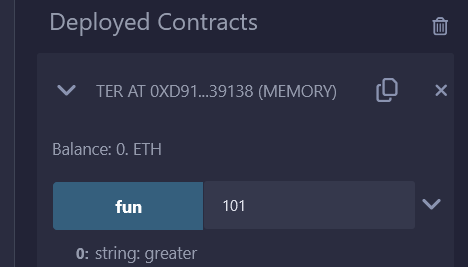 Deployed Contracts
TER AT 0XD91...39138 (MEMORY)
Balance: 0. ETH
fun 101
0: string: greater